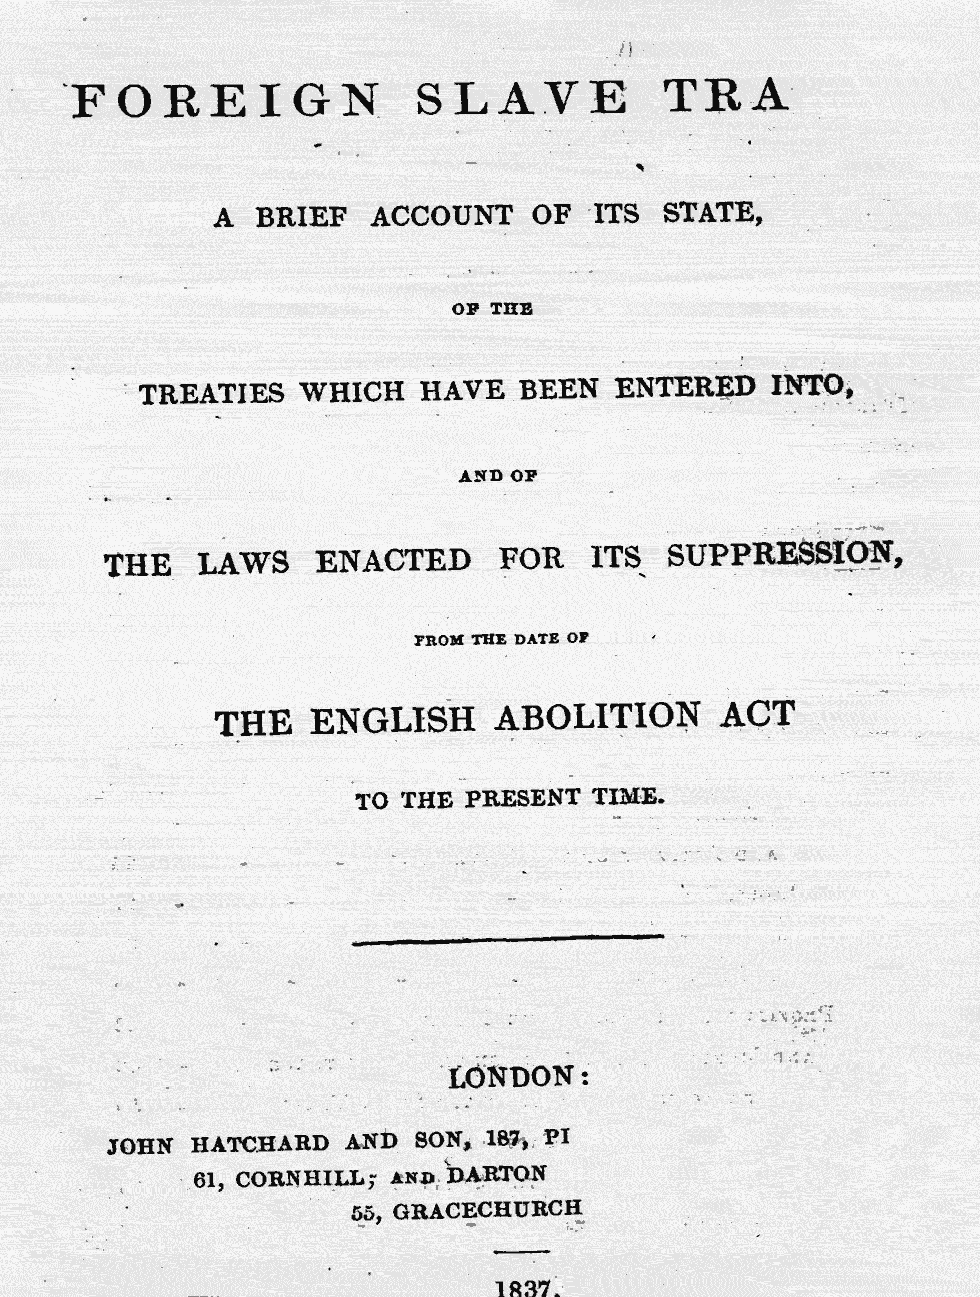 FOREIGN SLAVE TRA
A BRIEF ACCOUNT OF ITS STATE,
OF THE
TREATIES WHICH HAVE BEEN ENTERED INTO,
AND OF
THE LAWS ENACTED FOR ITS SUPPRESSION,
FROM THE DATE OF
THE ENGLISH ABOLITION ACT
TO THE PRESENT TIME.
LONDON:
JOHN HATCHARD AND SON, 187, PI
61, CORNHILL; AND DARTON
55, GRACECHURCH
1837.